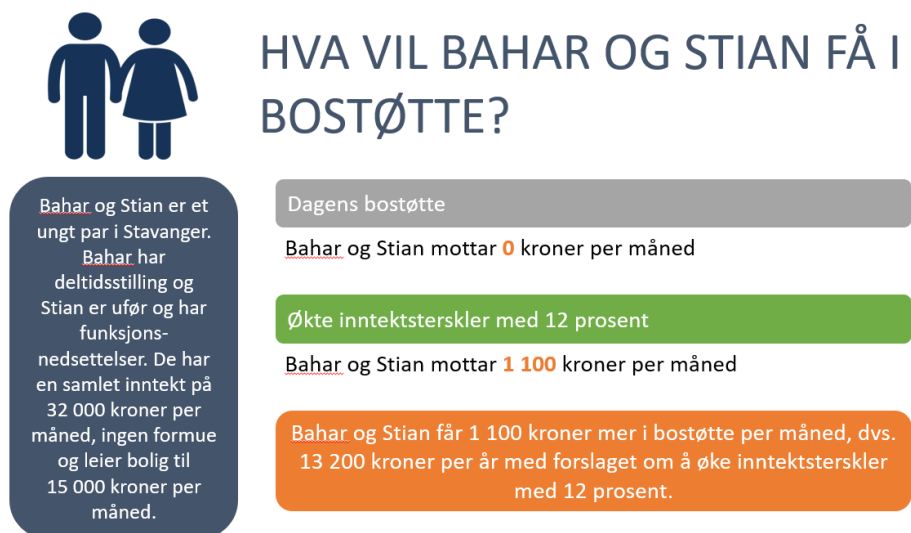 HVA VIL BAHAR OG STIAN FÅ I
BOSTØTTE?
Bahar og Stian er et
ungt par i Stavanger.
Bahar har
deltidsstilling og
Stian er ufør og har
funksjons-
nedsettelser. De har
en samlet inntekt på
32 000 kroner per
måned, ingen formue
og leier bolig til
15 000 kroner per
måned.
Dagens bostøtte
Bahar og Stian mottar 0 kroner per måned
Økte inntektsterskler med 12 prosent
Bahar og Stian mottar 1 100 kroner per måned
Bahar og Stian får 1 100 kroner mer i bostøtte per måned, dvs.
13 200 kroner per år med forslaget om å øke inntektsterskler
med 12 prosent.